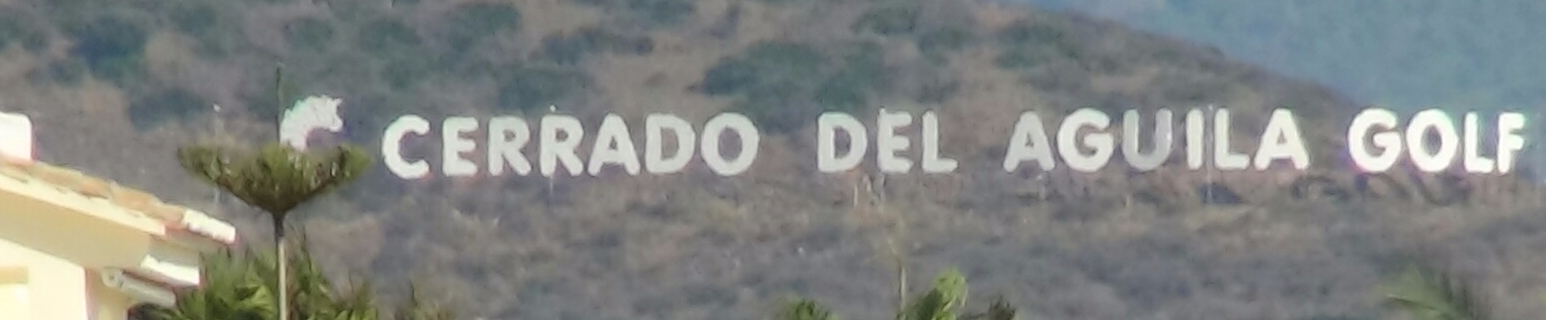 CERRADO DEL AGUILA GOLF